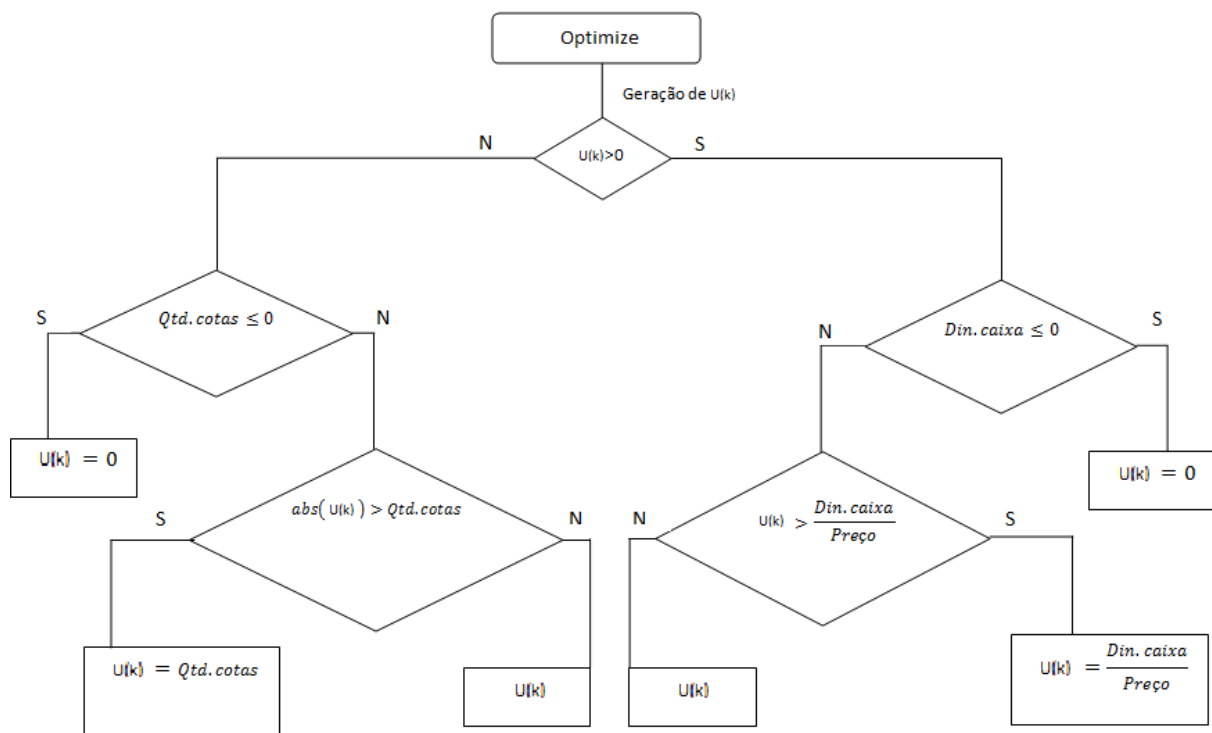 Optimize
Geração de U(k)
N
S
U(k)>0
S
Qtd.cotas ≤ 0
N
N
Din.caixa ≤ 0
S
U(k) = 0
U(k) = 0
S
abs( U(k) ) > Qtd.cotas
N
N
U(k) > Din.caixa / Preço
S
U(k) = Qtd.cotas
U(k)
U(k)
U(k) = Din.caixa / Preço